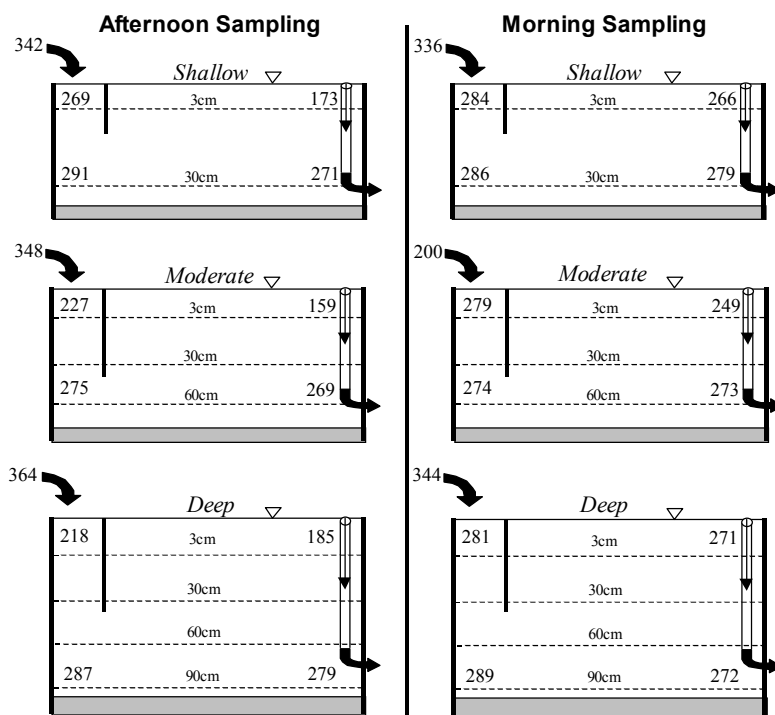 Afternoon Sampling
342
Shallow
269 3cm 173
291 30cm 271
348
Moderate
227 3cm 159
30cm
275 60cm 269
364
Deep
218 3cm 185
30cm
60cm
287 90cm 279
Morning Sampling
336
Shallow
284 3cm 266
286 30cm 279
200
Moderate
279 3cm 249
30cm
274 60cm 273
344
Deep
281 3cm 271
30cm
60cm
289 90cm 272